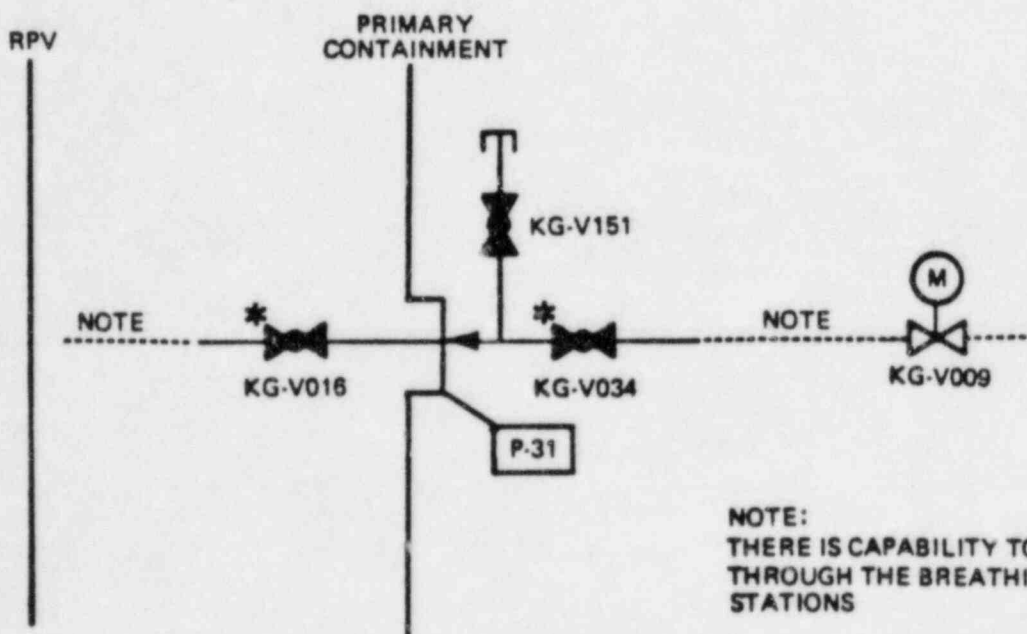 RPV
PRIMARY
CONTAINMENT
KG-V151
NOTE
*
*
NOTE
M
KG-V016
KG-V034
KG-V009
P-31
NOTE:
THERE IS CAPABILITY TO
THROUGH THE
STATIONS